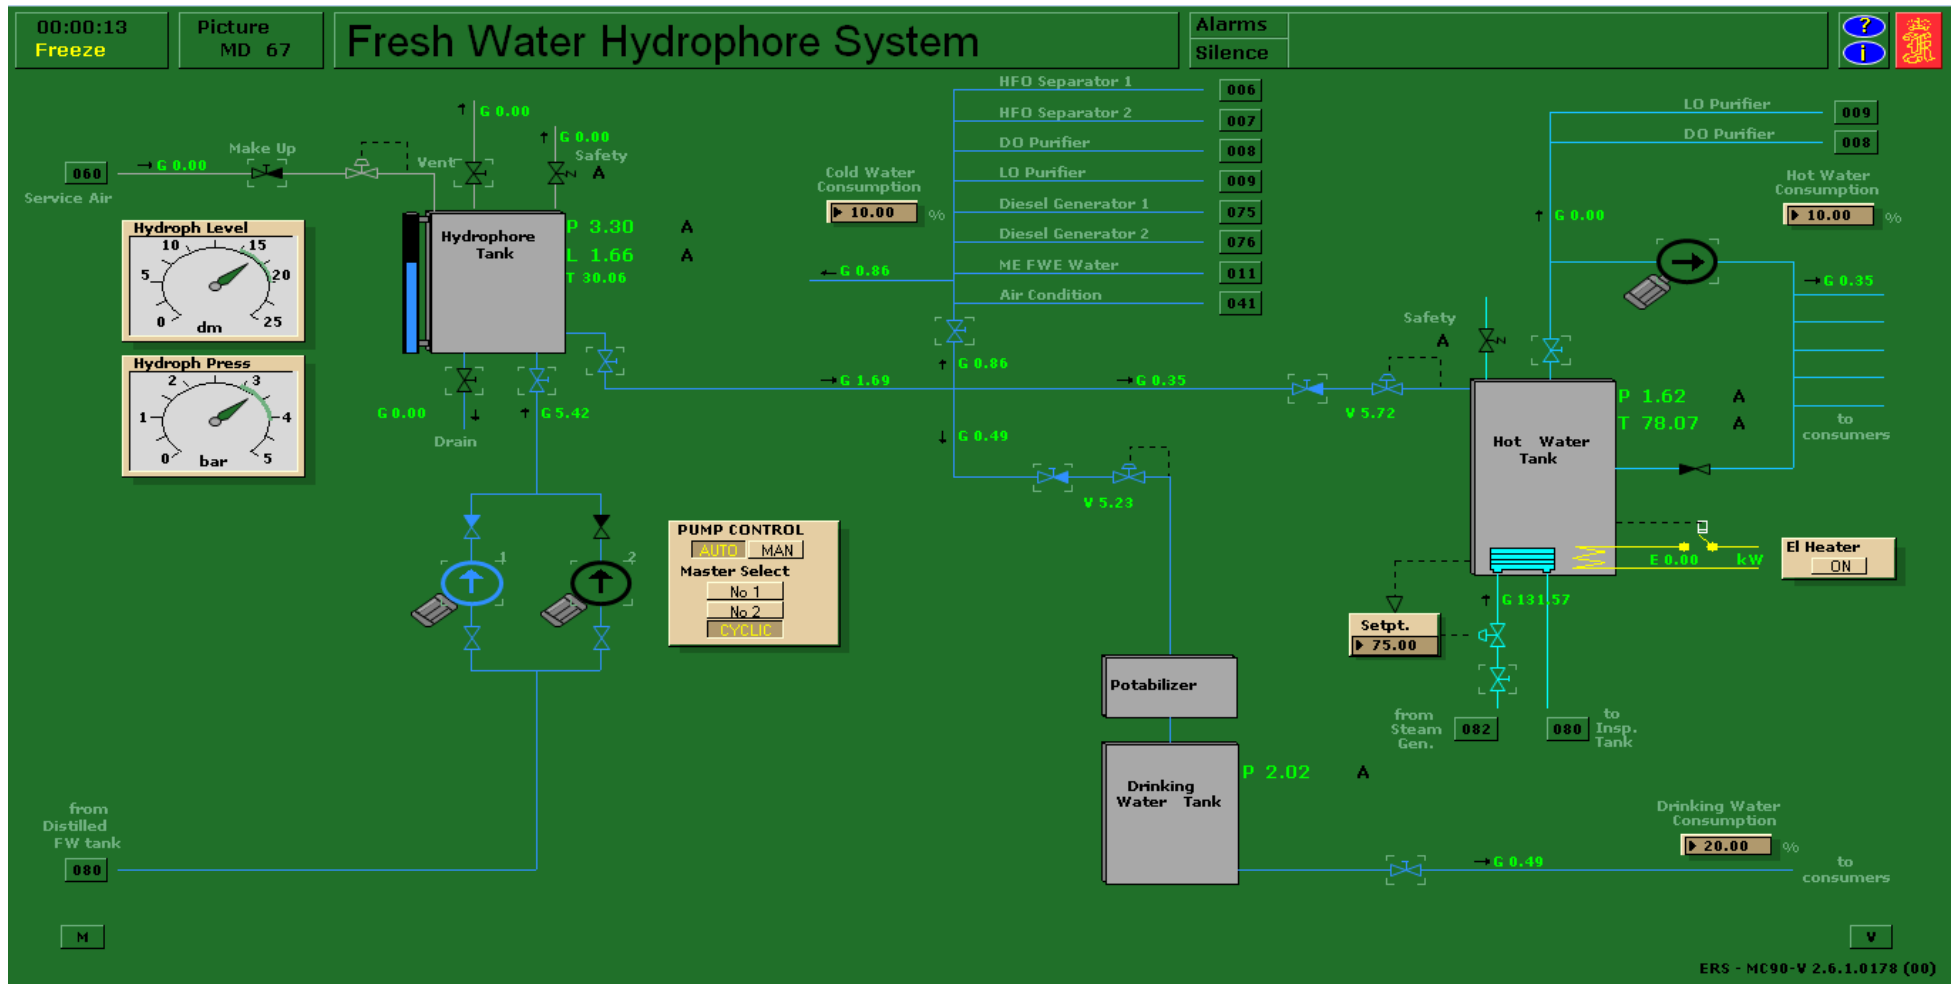 00:00:13
Freeze
Picture
MD 67
Fresh Water Hydrophore System
Alarms
Silence
?
i
HFO Separator 1
006
HFO Separator 2
007
DO Purifier
008
LO Purifier
009
Diesel Generator 1
075
Diesel Generator 2
076
ME FWE Water
011
Air Condition
041
Cold Water
Consumption
10.00 %
G 0.86
G 0.86
LO Purifier
009
DO Purifier
008
Hot Water
Consumption
10.00 %
G 0.00
G 0.35
to
consumers
G 0.00
G 0.00
Make Up
G 0.00
060
Service Air
Vent
Safety
A
Z
Hydroph Level
0 5 10 15 20 25
dm
Hydroph Press
0 1 2 3 4 5
bar
Hydrophore
Tank
P 3.30 A
L 1.66 A
T 30.06
G 0.00
Drain
G 5.42
G 1.69
G 0.35
G 0.49
V 5.72
V 5.23
Safety
A
Z
Hot Water
Tank
P 1.62 A
T 78.07 A
E 0.00 kW
El Heater
ON
G 131.57
Setpt.
75.00
from
Steam
Gen.
082
080
to
Insp.
Tank
1
2
PUMP CONTROL
AUTO MAN
Master Select
No 1
No 2
CYCLIC
Potabilizer
Drinking
Water Tank
P 2.02 A
Drinking Water
Consumption
20.00 %
G 0.49
to
consumers
from
Distilled
FW tank
080
M
V
ERS - MC90-V 2.6.1.0178 (00)